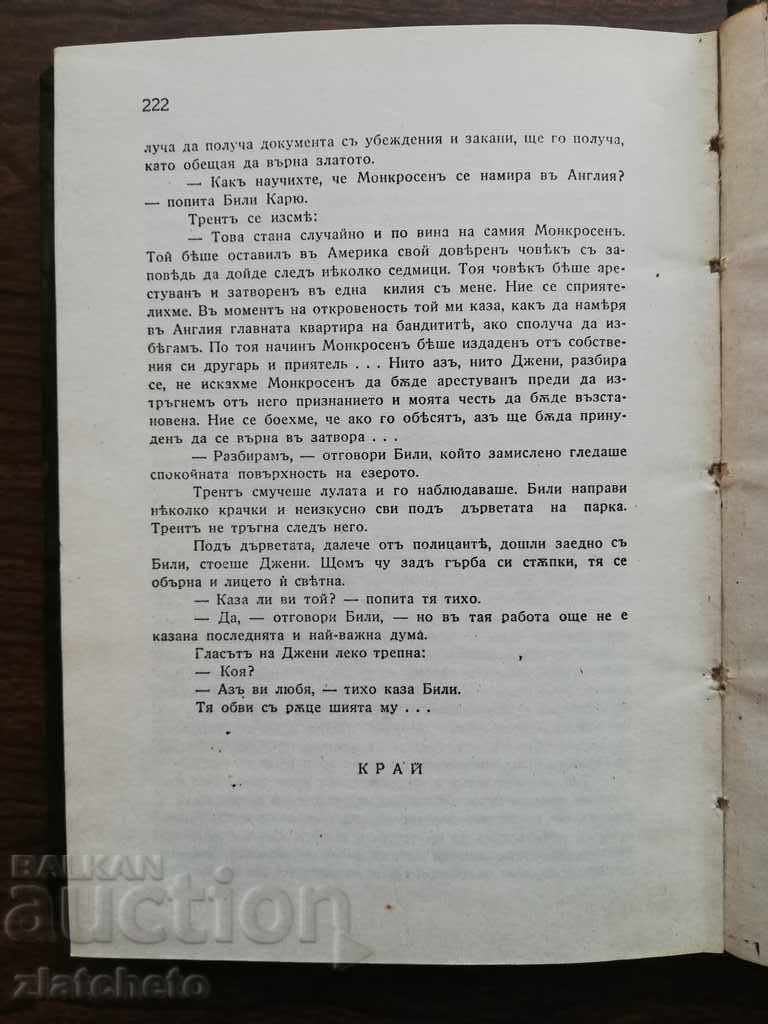 222
луча да получа документа съ убеждения и закани, ще го получа,
като обещая да върна златото.
— Какъ научихте, че Монкросенъ се намира въ Англия?
— попита Били Карю.
Трентъ се изсмѣ:
— Това стана случайно и по вина на самия Монкросенъ.
Той бѣше оставилъ въ Америка свой довѣренъ човѣкъ съ за-
повѣдь да дойде следъ нѣколко седмици. Тоя човѣкъ бѣше аре-
стуванъ и затворенъ въ една килия съ мене. Ние се сприяте-
лихме. Въ моментъ на откровеность той ми каза, какъ да намѣря
въ Англия главната квартира на бандититѣ, ако сполуча да из-
бѣгамъ. По тоя начинъ Монкросенъ бѣше издаденъ отъ собстве-
ния си другарь и приятель . . . Нито азъ, нито Джени, разбира
се, не искахме Монкросенъ да бѫде арестуванъ преди да из-
тръгнемъ отъ него признанието и моята честь да бѫде възста-
новена. Ние се боехме, че ако го обѣсятъ, азъ ще бѫда прину-
денъ да се върна въ затвора . . .
— Разбирамъ, — отговори Били, който замислено гледаше
спокойната повърхность на езерото.
Трентъ смучеше лулата и го наблюдаваше. Били направи
нѣколко крачки и неизкусно сви подъ дърветата на парка.
Трентъ не тръгна следъ него.
Подъ дърветата, далече отъ полицаитѣ, дошли заедно съ
Били, стоеше Джени. Щомъ чу задъ гърба си стѫпки, тя се
обърна и лицето ѝ свѣтна.
— Каза ли ви той? — попита тя тихо.
— Да, — отговори Били, — но въ тая работа още не е
казана последнята и най-важна дума.
Гласътъ на Джени леко трепна:
— Коя?
— Азъ ви любя, — тихо каза Били.
Тя обви съ рѫце шията му . . .
КРАЙ
BALKAN
auction
zlatcheto